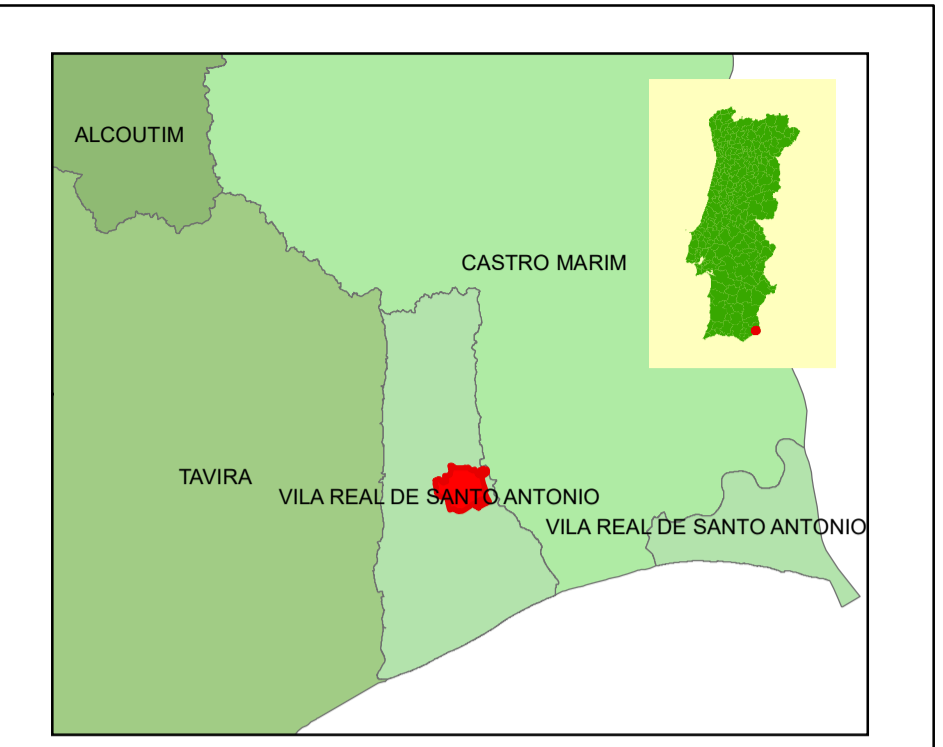 ALCOUTIM
CASTRO MARIM
TAVIRA
VILA REAL DE SANTO ANTONIO
VILA REAL DE SANTO ANTONIO